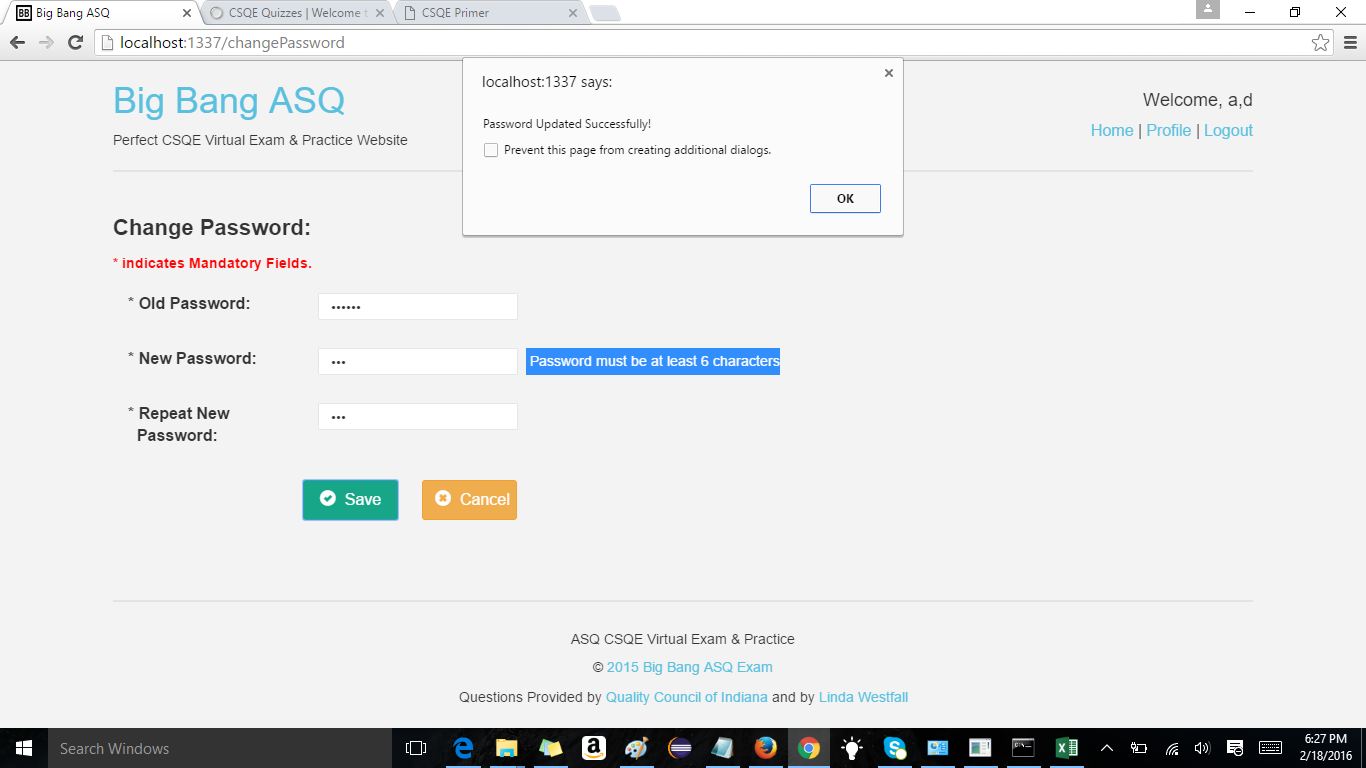 BB Big Bang ASQ
CSQE Quizzes | Welcome t
CSQE Primer
localhost:1337/changePassword
Big Bang ASQ
Perfect CSQE Virtual Exam & Practice Website
localhost:1337 says:
Password Updated Successfully!
Prevent this page from creating additional dialogs.
OK
Welcome, a,d
Home | Profile | Logout
Change Password:
* indicates Mandatory Fields.
* Old Password:
* New Password:
Password must be at least 6 characters
* Repeat New
Password:
Save
Cancel
ASQ CSQE Virtual Exam & Practice
© 2015 Big Bang ASQ Exam
Questions Provided by Quality Council of Indiana and by Linda Westfall
Search Windows
6:27 PM
2/18/2016